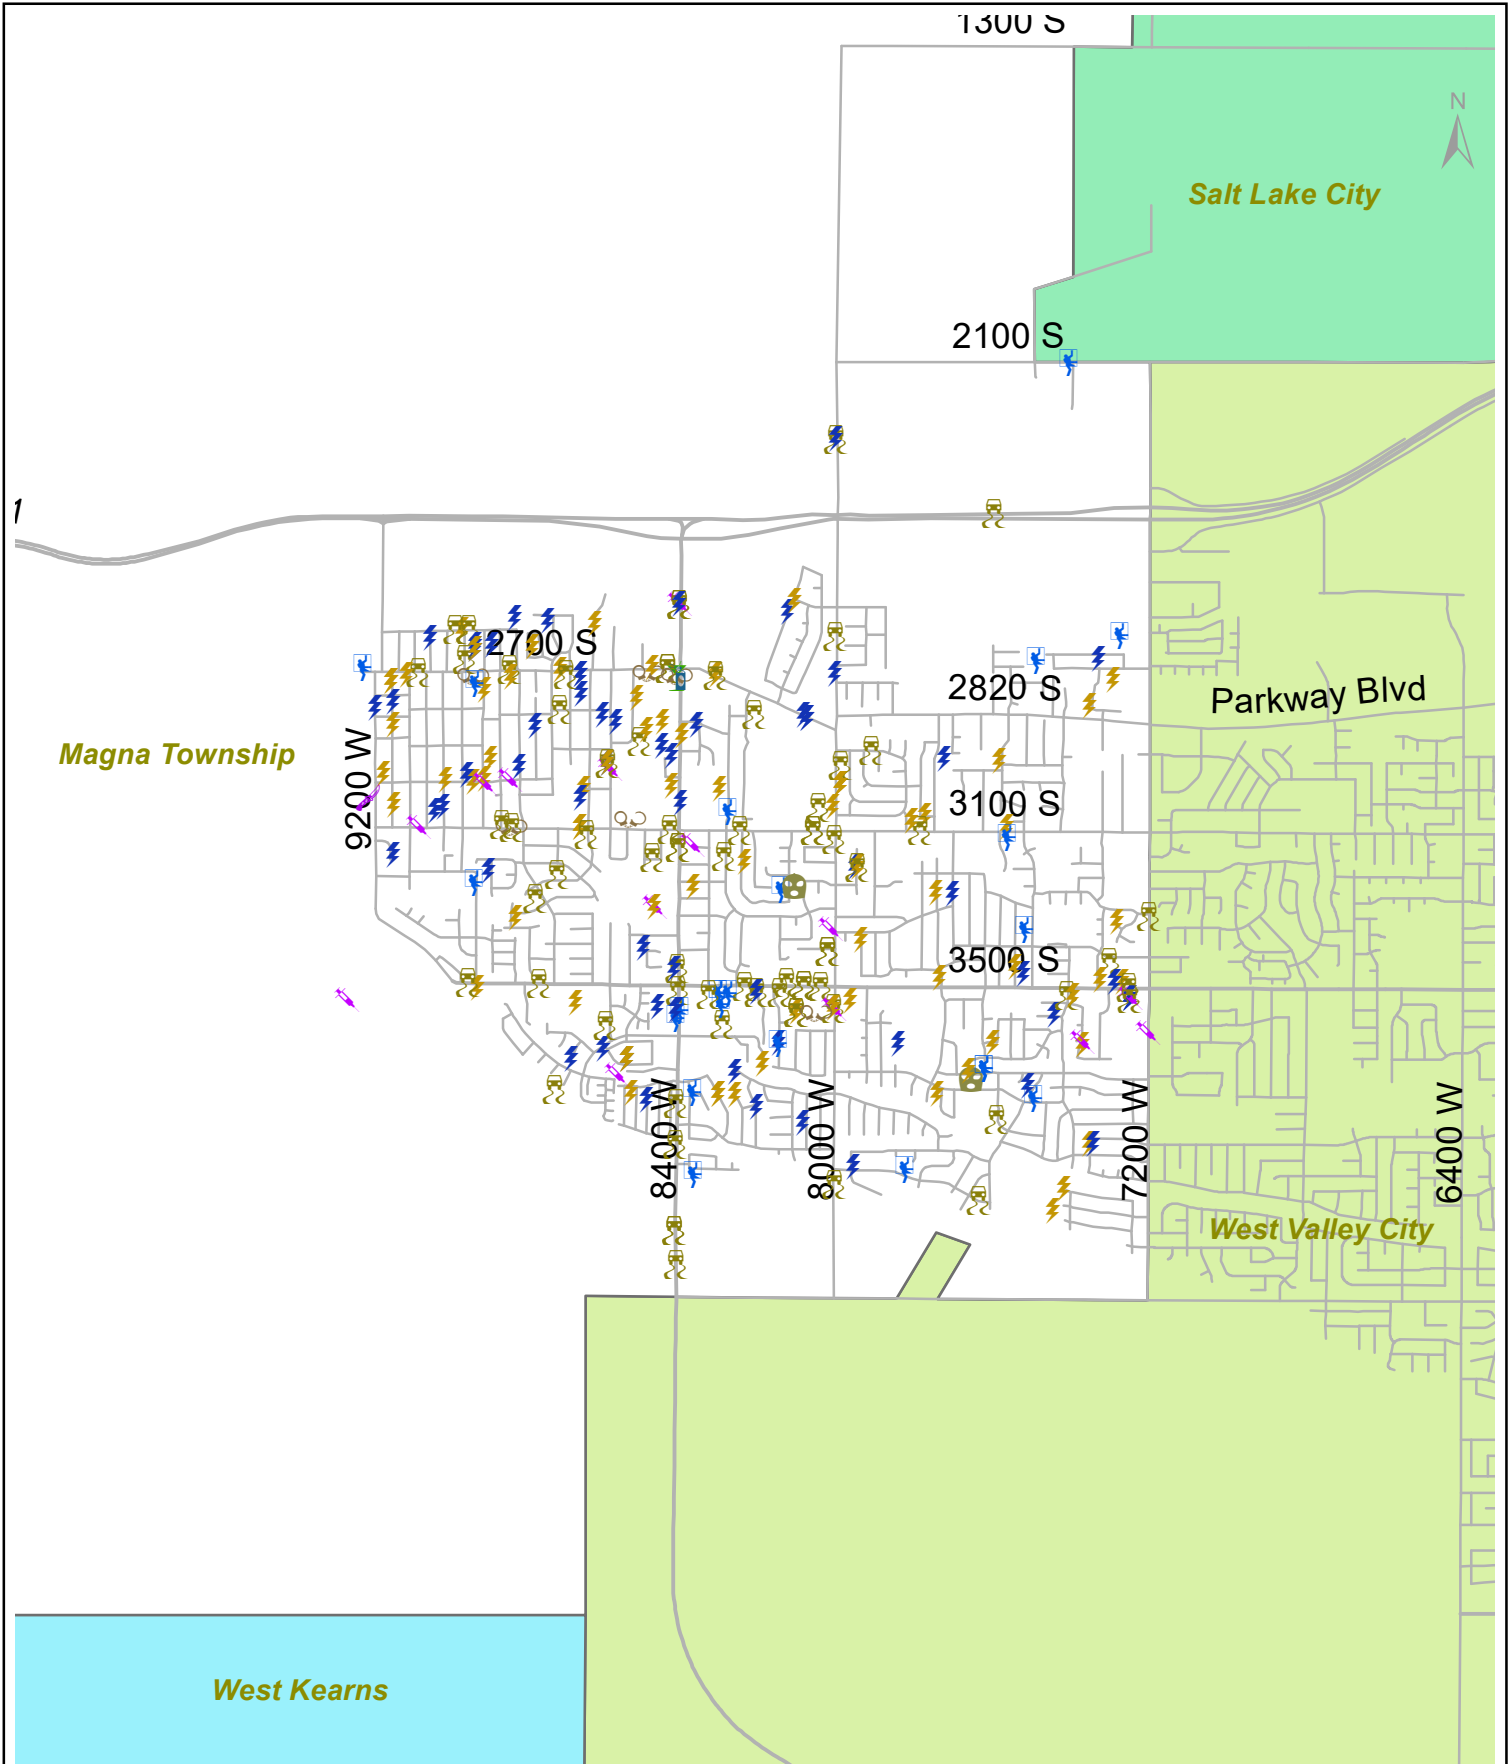 1300 S
N
Salt Lake City
2100 S
1
2700 S
2820 S
Parkway Blvd
Magna Township
9200 W
3100 S
3500 S
8400 W
8000 W
7200 W
6400 W
West Valley City
West Kearns